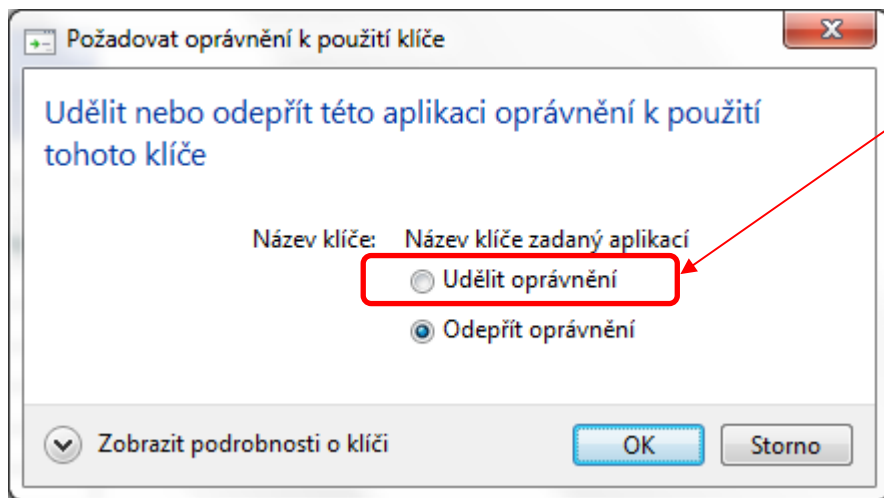 Požadovat oprávnění k použití klíče
Udělit nebo odepřít této aplikaci oprávnění k použití
tohoto klíče
Název klíče: Název klíče zadaný aplikací
Udělit oprávnění
Odepřít oprávnění
Zobrazit podrobnosti o klíči OK Storno